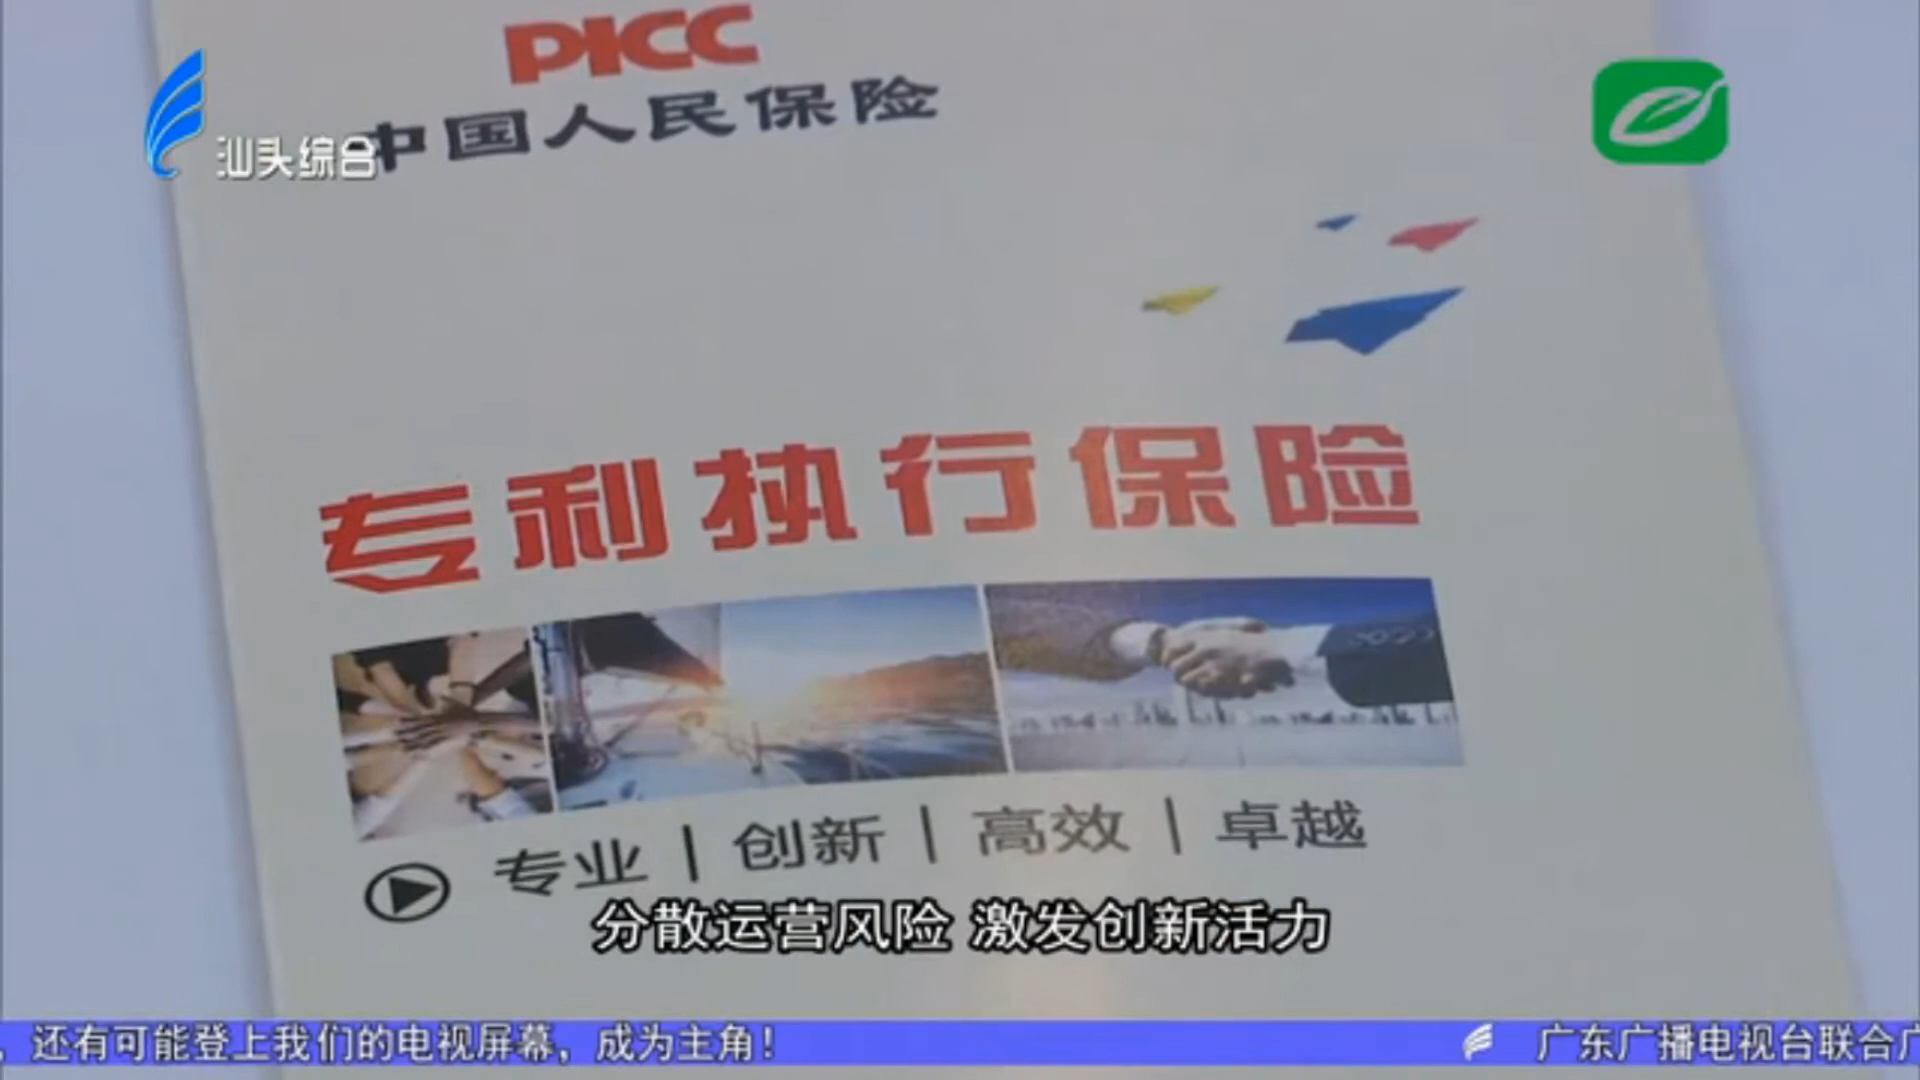 PICC
中国人民保险
汕头综合
专利执行保险
专业 | 创新 | 高效 | 卓越
分散运营风险 激发创新活力
，还有可能登上我们的电视屏幕，成为主角！ 广东广播电视台联合广